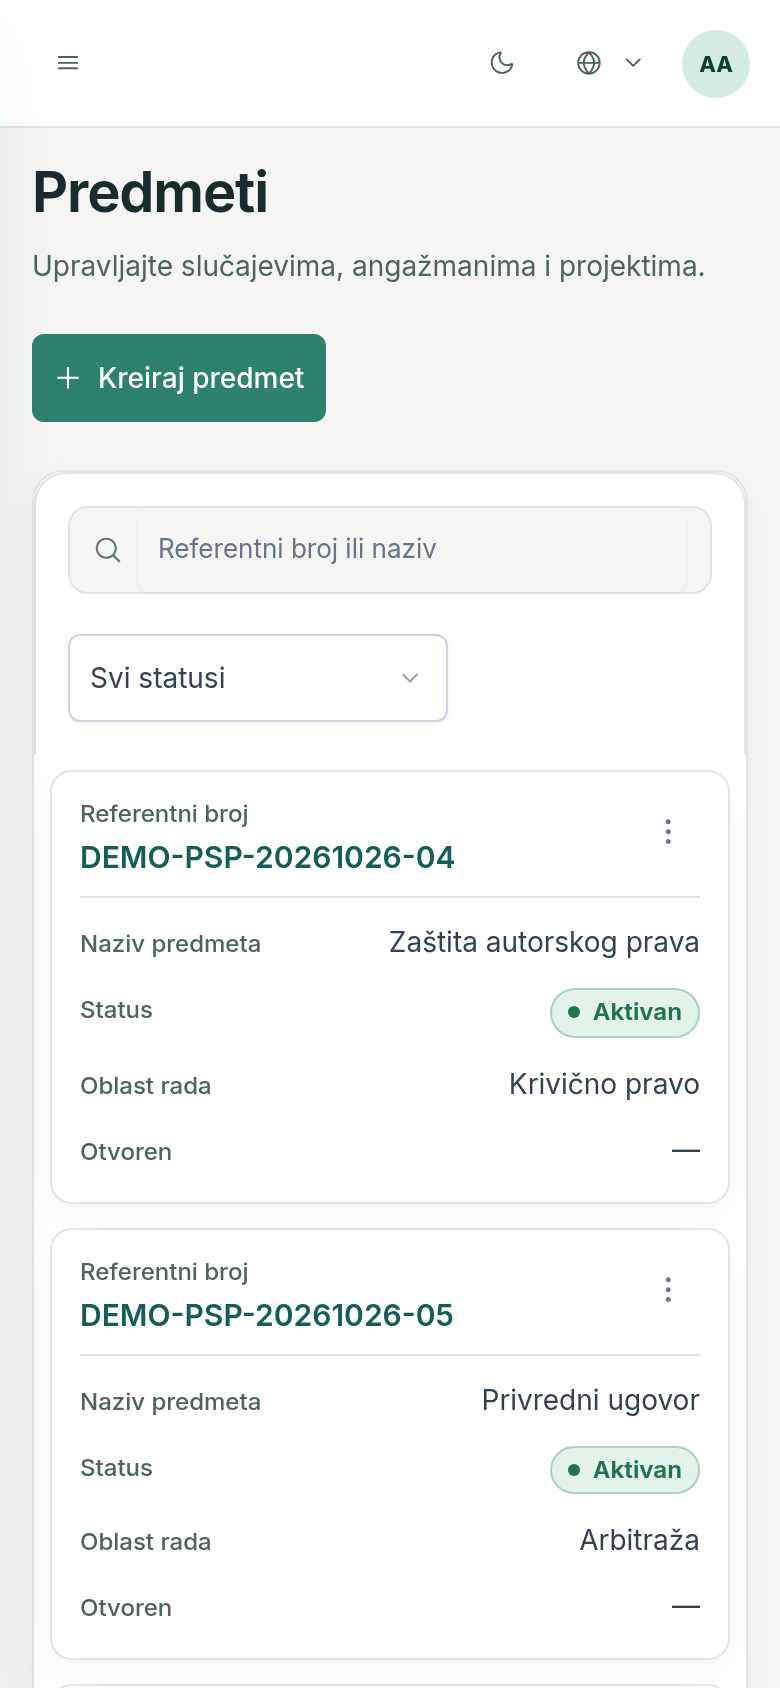 AA
Predmeti
Upravljajte slučajevima, angažmanima i projektima.
Kreiraj predmet
Referentni broj ili naziv
Svi statusi
Referentni broj
DEMO-PSP-20261026-04
Naziv predmeta Zaštita autorskog prava
Status Aktivan
Oblast rada Krivično pravo
Otvoren —
Referentni broj
DEMO-PSP-20261026-05
Naziv predmeta Privredni ugovor
Status Aktivan
Oblast rada Arbitraža
Otvoren —